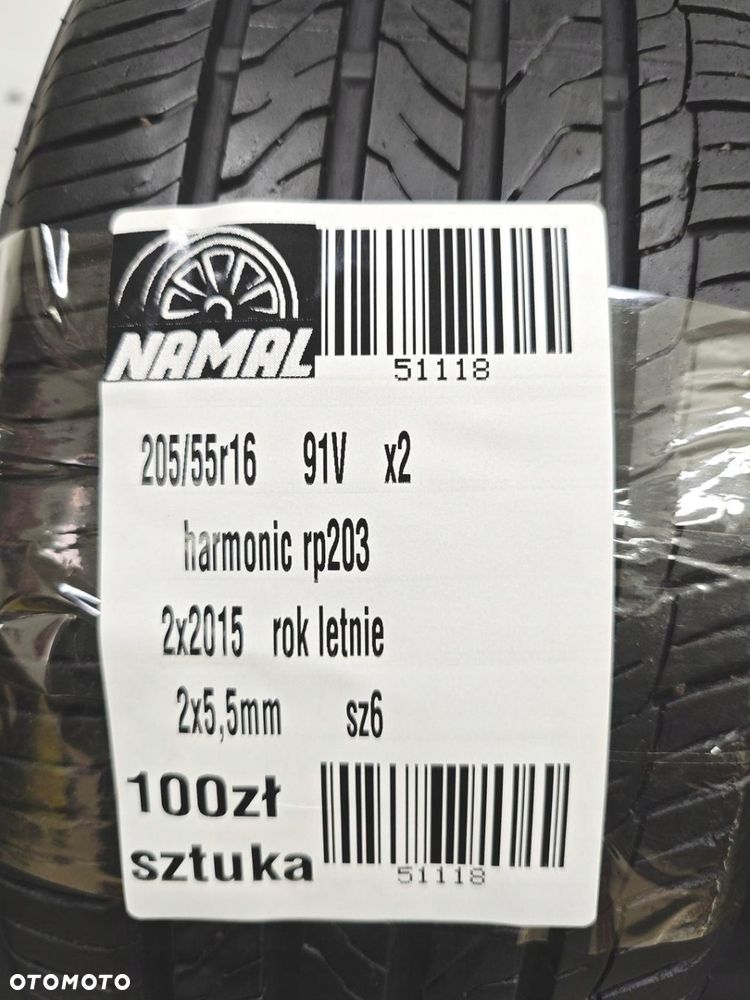 NAMAL
51118
205/55r16 91V x2
harmonic rp203
2x2015 rok letnie
2x5,5mm sz6
100zł
sztuka
51118
OTOMOTO